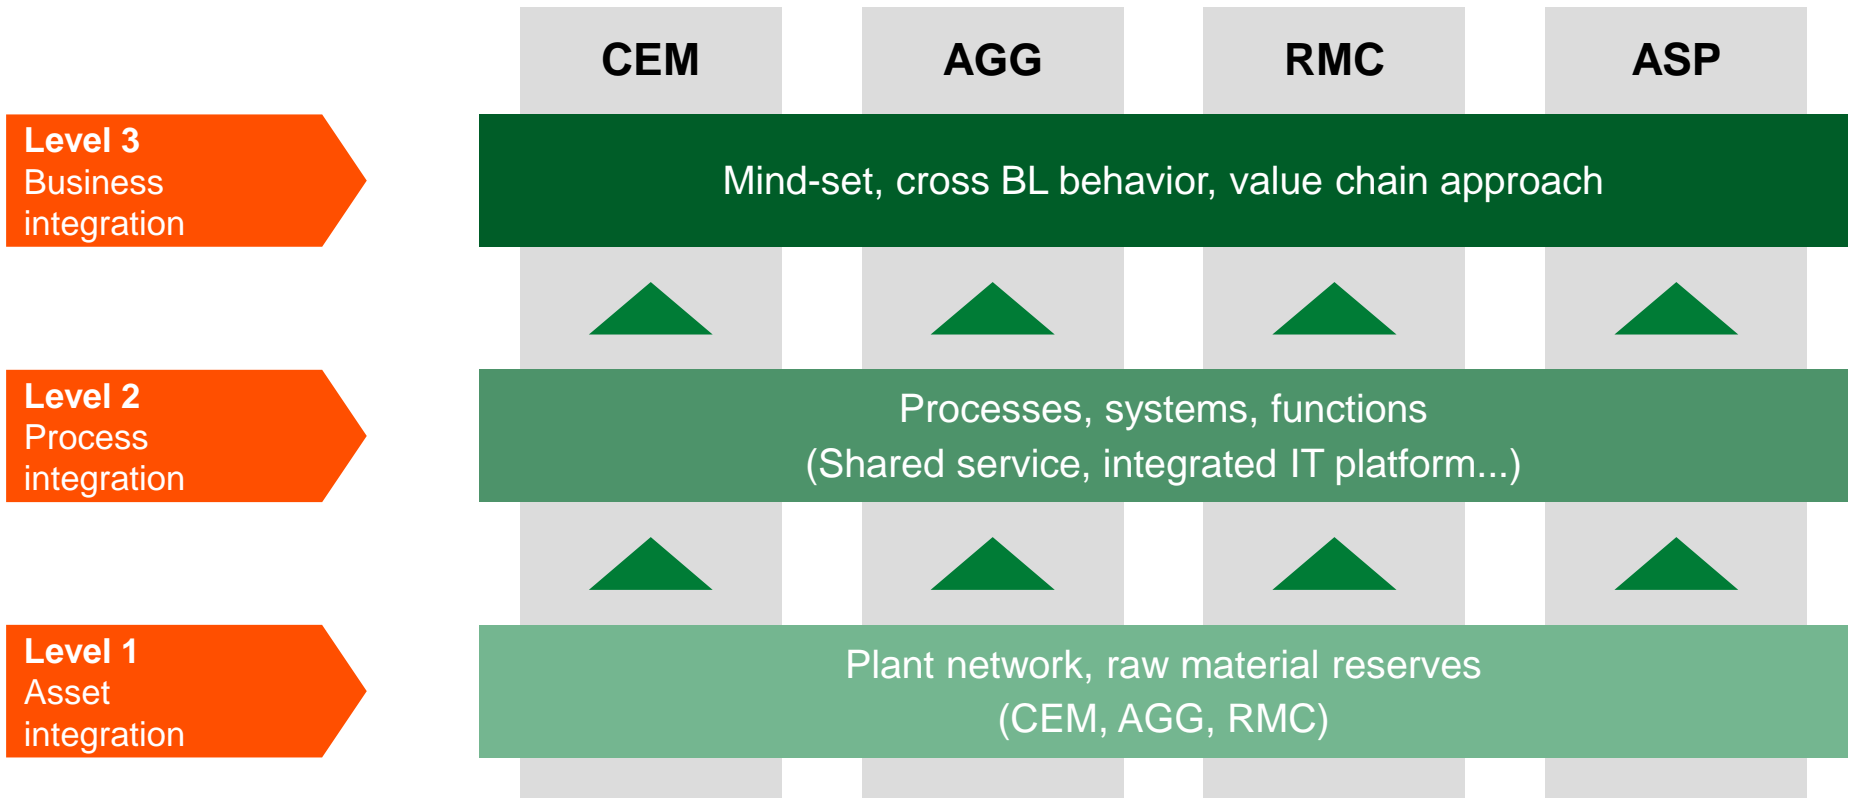 CEM AGG RMC ASP
Level 3
Business
integration
Mind-set, cross BL behavior, value chain approach
Level 2
Process
integration
Processes, systems, functions
(Shared service, integrated IT platform...)
Level 1
Asset
integration
Plant network, raw material reserves
(CEM, AGG, RMC)